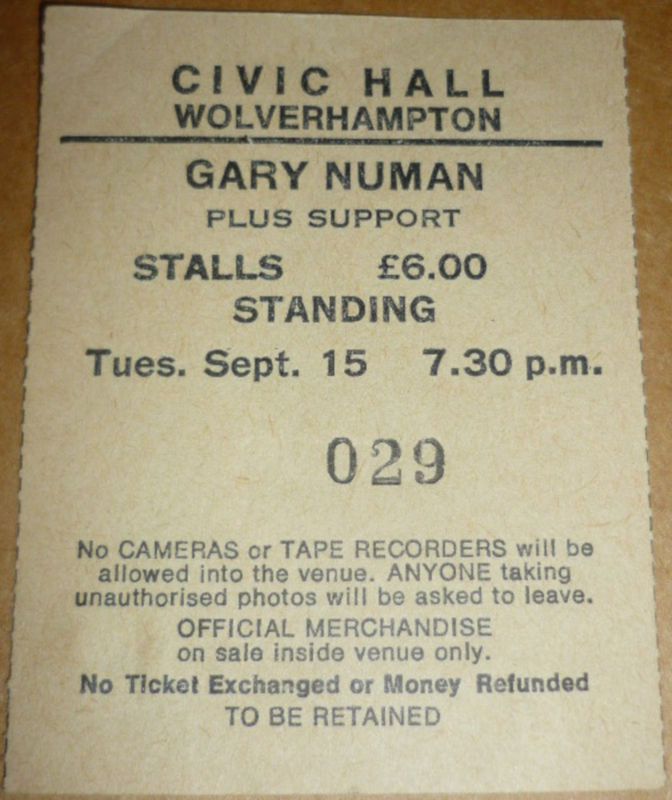 CIVIC HALL
WOLVERHAMPTON
GARY NUMAN
PLUS SUPPORT
STALLS £6.00
STANDING
Tues. Sept. 15 7.30 p.m.
029
No CAMERAS or TAPE RECORDERS will be
allowed into the venue. ANYONE taking
unauthorised photos will be asked to leave.
OFFICIAL MERCHANDISE
on sale inside venue only.
No Ticket Exchanged or Money Refunded
TO BE RETAINED